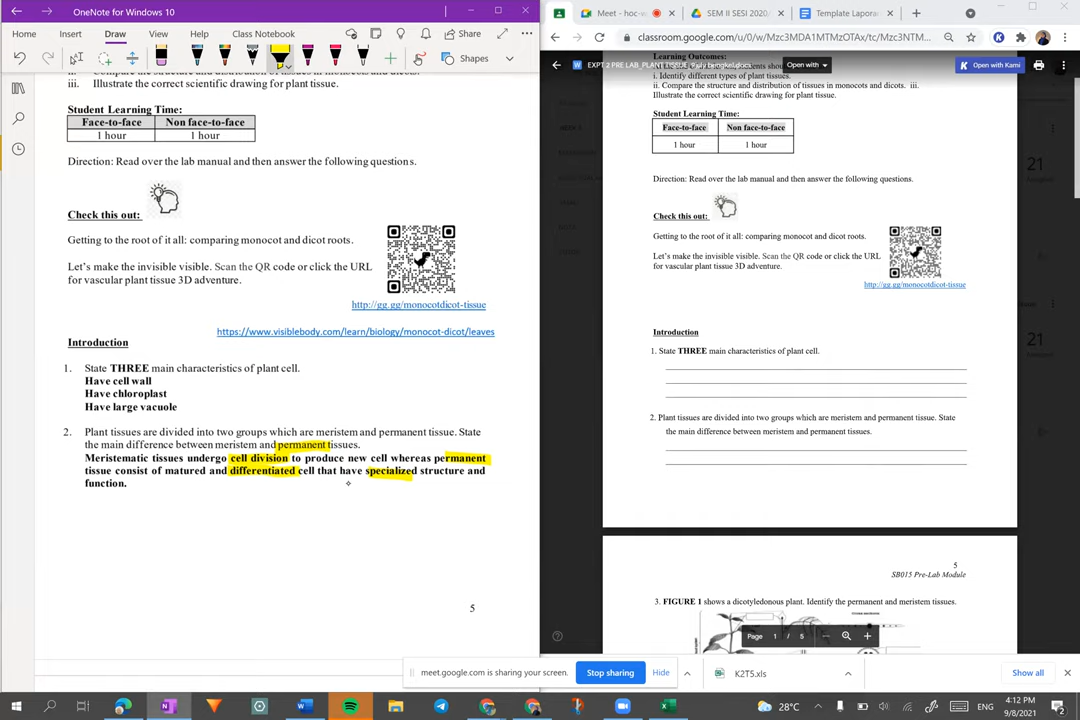 OneNote for Windows 10
Home Insert Draw View Help Class Notebook Share
Shapes
iii. Illustrate the correct scientific drawing for plant tissue.
Student Learning Time:
Face-to-face Non face-to-face
1 hour 1 hour
Direction: Read over the lab manual and then answer the following questions.
Check this out:
Getting to the root of it all: comparing monocot and dicot roots.
Let's make the invisible visible. Scan the QR code or click the URL
for vascular plant tissue 3D adventure.
http://gg.gg/monocotdicot-tissue
https://www.visiblebody.com/learn/biology/monocot-dicot/leaves
Introduction
1. State THREE main characteristics of plant cell.
Have cell wall
Have chloroplast
Have large vacuole
2. Plant tissues are divided into two groups which are meristem and permanent tissue. State
the main difference between meristem and permanent tissues.
Meristematic tissues undergo cell division to produce new cell whereas permanent
tissue consist of matured and differentiated cell that have specialized structure and
function.
5
Meet - hoc-w SEM II SESI 2020/ Template Lapora
classroom.google.com/u/0/w/Mzc3MDA1MTMzOTAx/tc/Mzc3NTM...
Learning Outcomes:
Open with Open with Kami
i. Identify different types of plant tissues.
ii. Compare the structure and distribution of tissues in monocots and dicots. iii.
Illustrate the correct scientific drawing for plant tissue.
Student Learning Time:
Face-to-face Non face-to-face
1 hour 1 hour
Direction: Read over the lab manual and then answer the following questions.
Check this out:
Getting to the root of it all: comparing monocot and dicot roots.
Let's make the invisible visible. Scan the QR code or click the URL
for vascular plant tissue 3D adventure.
http://gg.gg/monocotdicot-tissue
Introduction
1. State THREE main characteristics of plant cell.
2. Plant tissues are divided into two groups which are meristem and permanent tissue. State
the main difference between meristem and permanent tissues.
5
SB015 Pre-Lab Module
3. FIGURE 1 shows a dicotyledonous plant. Identify the permanent and meristem tissues.
Page 1 / 5
21
21
meet.google.com is sharing your screen. Stop sharing Hide
K2T5.xls
Show all
28°C ENG 4:12 PM
9/8/2021
2